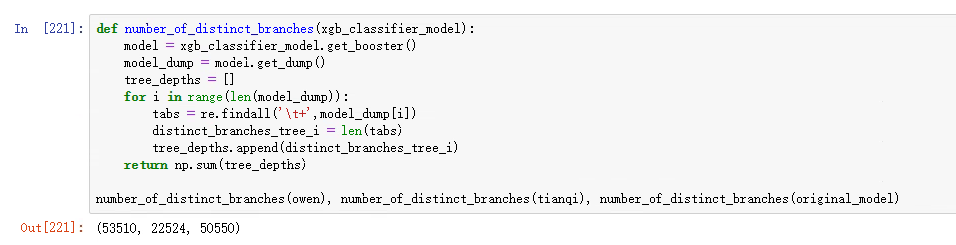 In [221]: def number_of_distinct_branches(xgb_classifier_model):
    model = xgb_classifier_model.get_booster()
    model_dump = model.get_dump()
    tree_depths = []
    for i in range(len(model_dump)):
        tabs = re.findall('\t+',model_dump[i])
        distinct_branches_tree_i = len(tabs)
        tree_depths.append(distinct_branches_tree_i)
    return np.sum(tree_depths)

number_of_distinct_branches(owen), number_of_distinct_branches(tianqi), number_of_distinct_branches(original_model)
Out[221]: (53510, 22524, 50550)